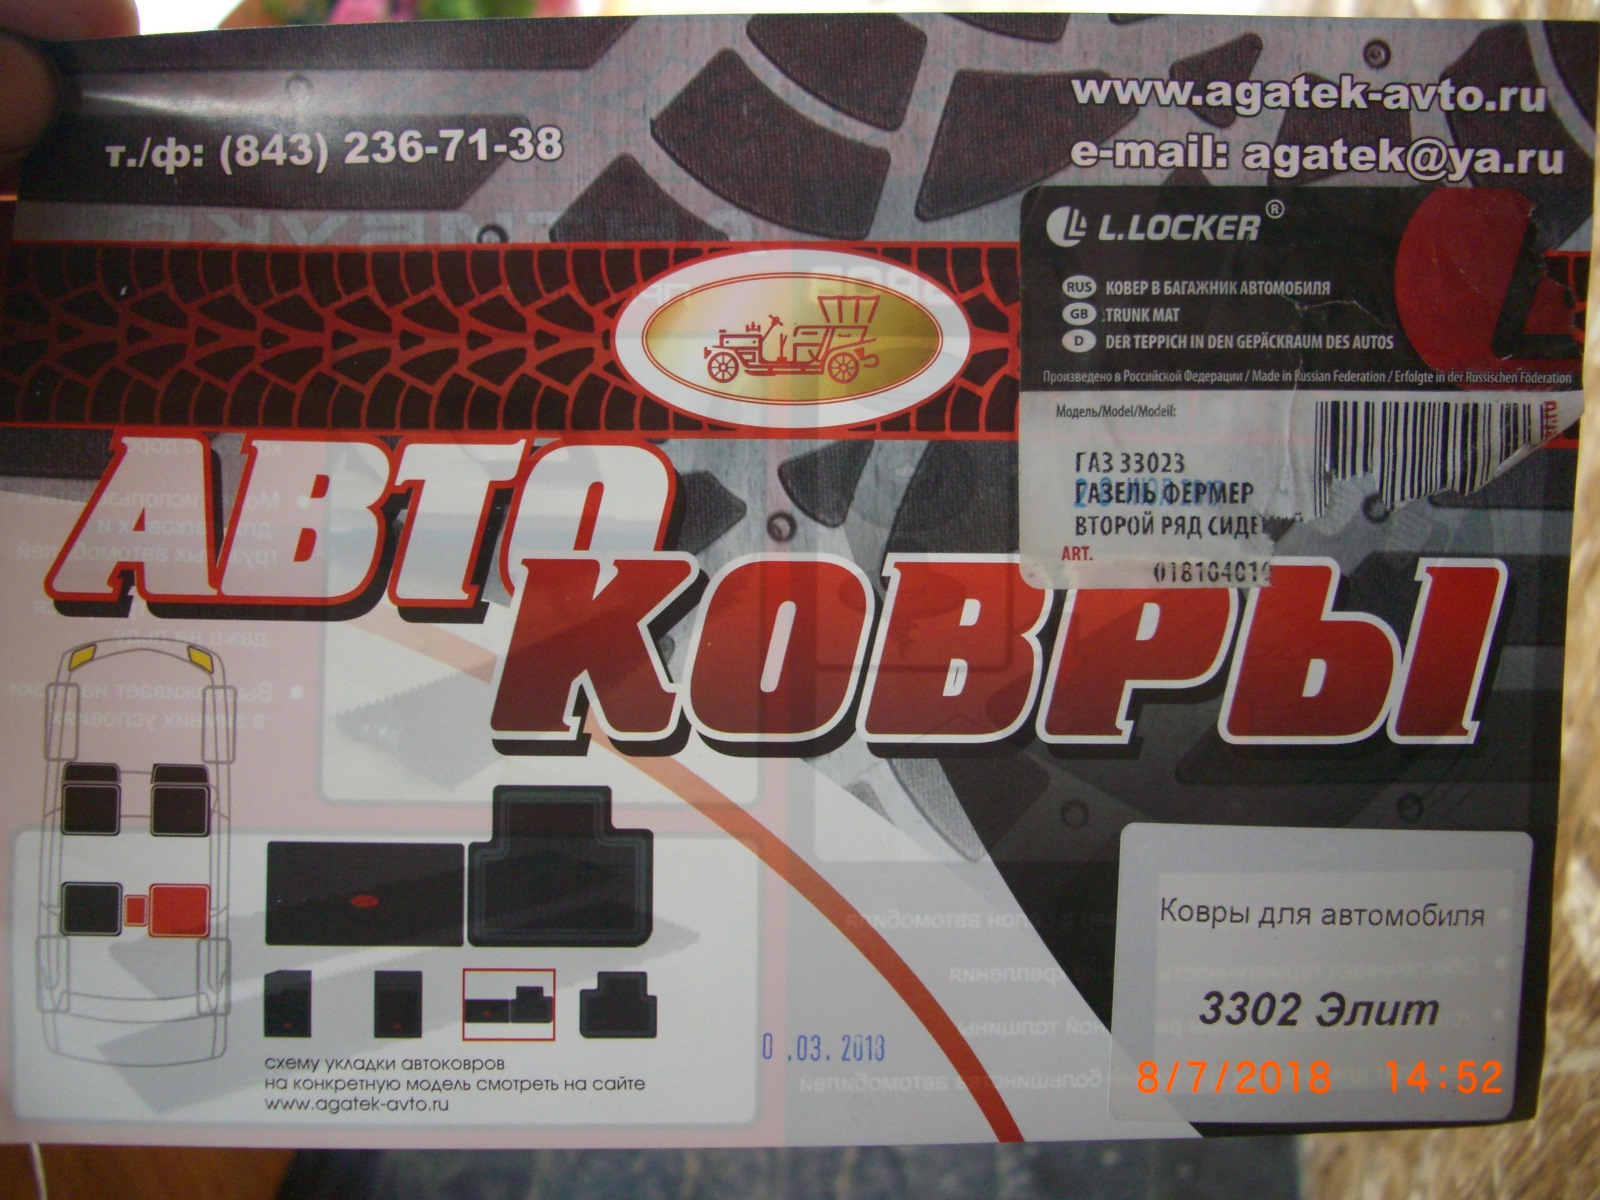 т./ф: (843) 236-71-38
www.agatek-avto.ru
e-mail: agatek@ya.ru
L.LOCKER®
RUS КОВЕР В БАГАЖНИК АВТОМОБИЛЯ
GB .TRUNK MAT
D DER TEPPICH IN DEN GEPÄCKRAUM DES AUTOS
Произведено в Российской Федерации / Made in Russian Federation / Erfolgte in der Russischen Föderation
Модель/Model/Modeil:
ГАЗ 33023
ГАЗЕЛЬ ФЕРМЕР
ВТОРОЙ РЯД
ART.
АВТО
КОВРЫ
схему укладки автоковров
на конкретную модель смотреть на сайте
www.agatek-avto.ru
0 .03. 2013
Ковры для автомобиля
3302 Элит
8/7/2018 14:52